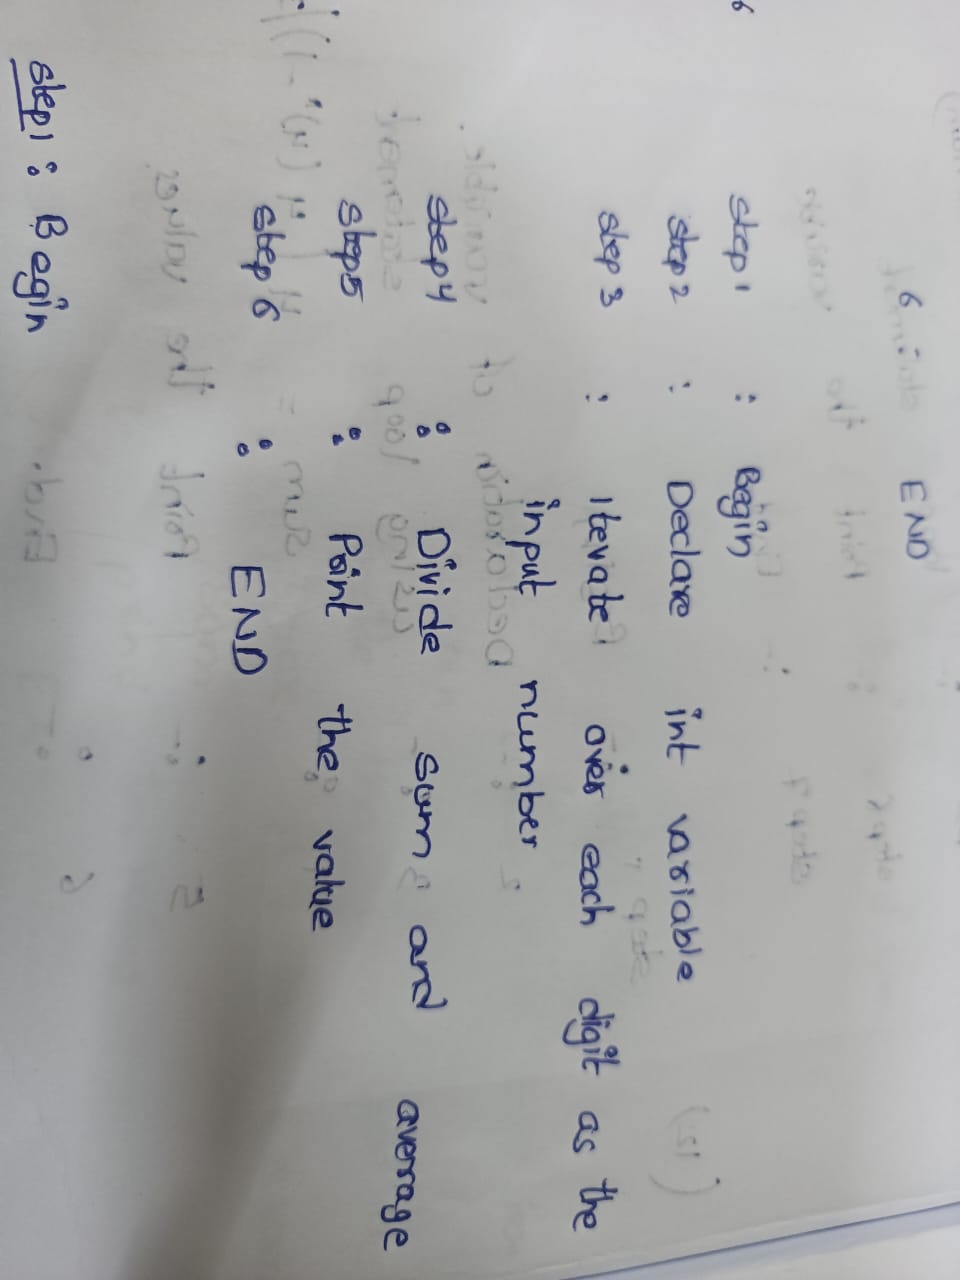 6 : END
6
step 1 : Begin
step 2 : Declare int variable
step 3 : Itevate over each digit as the
input number
step 4 : Divide sum and average
step 5 : Point the value
step 6 : END
step 1 : Begin